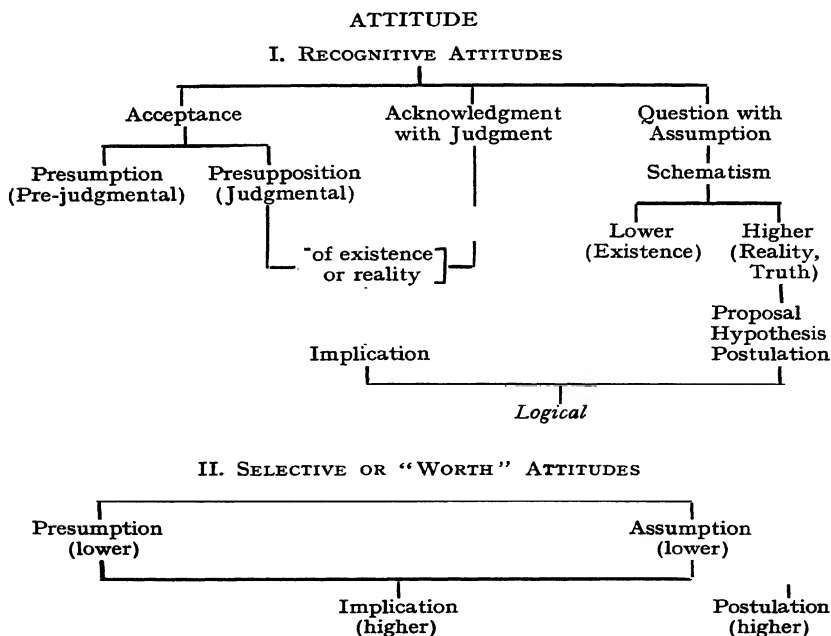 ATTITUDE
I. RECOGNITIVE ATTITUDES
Acceptance
Acknowledgment
with Judgment
Question with
Assumption
Presumption
(Pre-judgmental)
Presupposition
(Judgmental)
Schematism
Lower
(Existence)
Higher
(Reality,
Truth)
of existence
or reality
Proposal
Hypothesis
Postulation
Implication
Logical
II. SELECTIVE OR “WORTH” ATTITUDES
Presumption
(lower)
Assumption
(lower)
Implication
(higher)
Postulation
(higher)